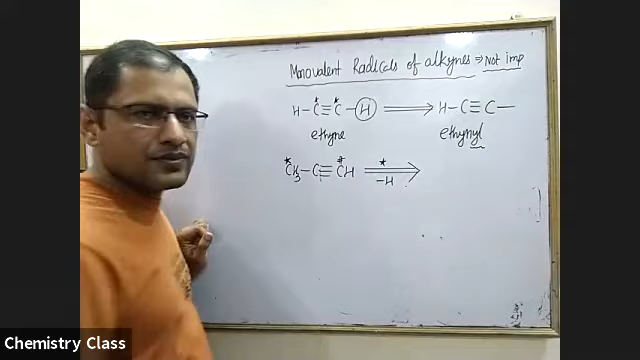 Monovalent Radicals of alkynes ⇒ Not imp
H-C≡C-H ⟹ H-C≡C-
ethyne ethynyl
CH3-C≡CH -H ⟹
Chemistry Class